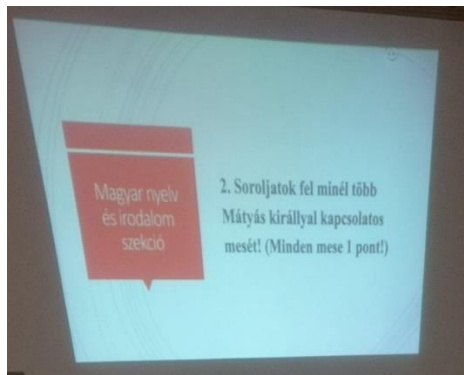 Magyar nyelv
és irodalom
szekció
2. Soroljatok fel minél több
Mátyás királlyal kapcsolatos
mesét! (Minden mese 1 pont!)